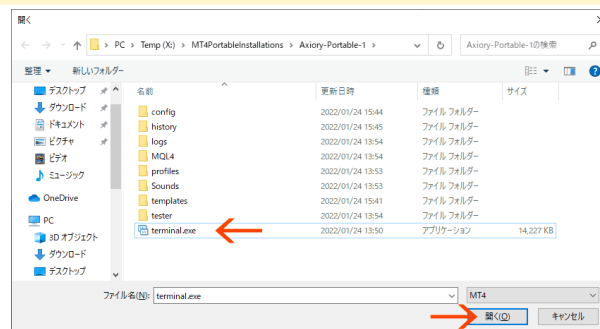 開く
PC › Temp (X:) › MT4PortableInstallations › Axiory-Portable-1 ›
Axiory-Portable-1の検索
整理 新しいフォルダー
デスクトップ
ダウンロード
ドキュメント
ピクチャ
ビデオ
ミュージック
OneDrive
PC
3D オブジェクト
ダウンロード
デスクトップ
名前 更新日時 種類 サイズ
config 2022/01/24 15:44 ファイル フォルダー
history 2022/01/24 15:45 ファイル フォルダー
logs 2022/01/24 13:54 ファイル フォルダー
MQL4 2022/01/24 13:54 ファイル フォルダー
profiles 2022/01/24 13:53 ファイル フォルダー
Sounds 2022/01/24 13:53 ファイル フォルダー
templates 2022/01/24 15:41 ファイル フォルダー
tester 2022/01/24 13:54 ファイル フォルダー
terminal.exe 2022/01/24 13:50 アプリケーション 14,227 KB
ファイル名(N): terminal.exe MT4
開く(O) キャンセル